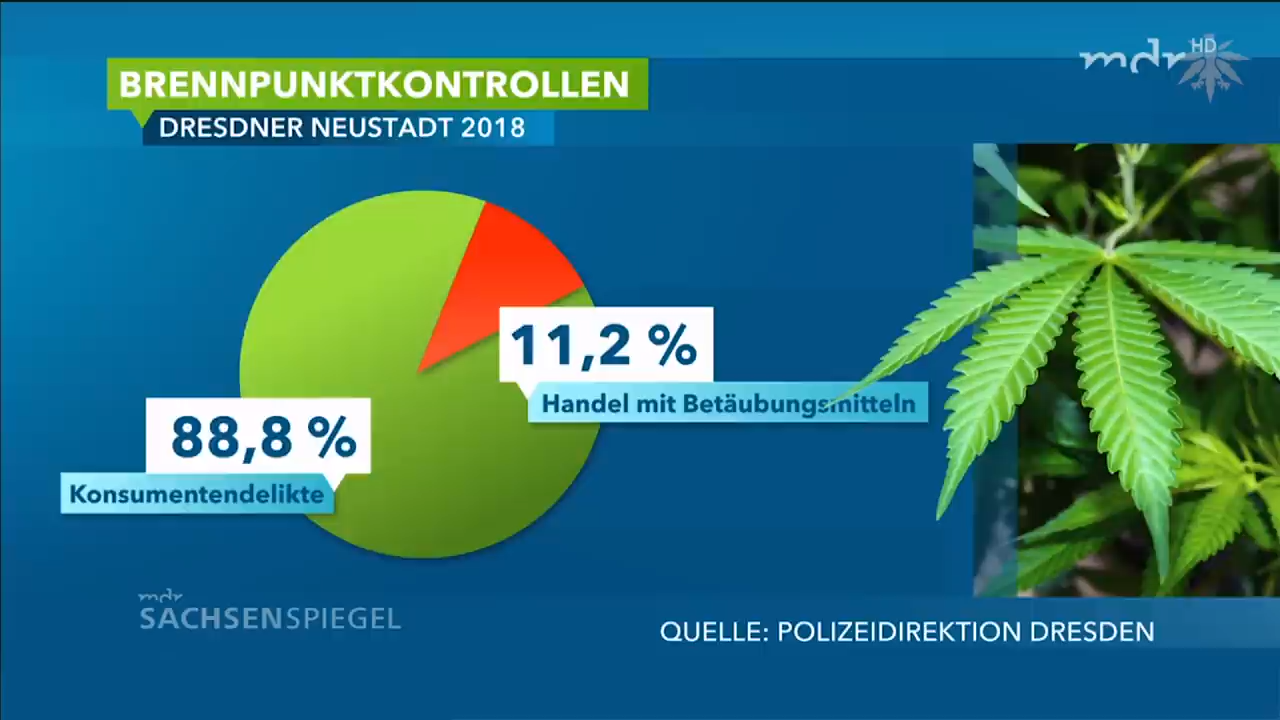 mdr HD
BRENNPUNKTKONTROLLEN
DRESDNER NEUSTADT 2018
11,2 %
Handel mit Betäubungsmitteln
88,8 %
Konsumentendelikte
mdr
SACHSENSPIEGEL
QUELLE: POLIZEIDIREKTION DRESDEN